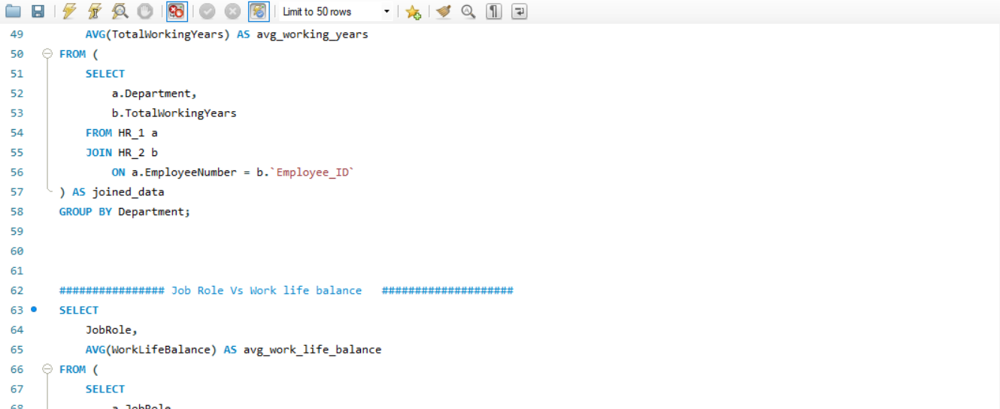 Limit to 50 rows
49 AVG(TotalWorkingYears) AS avg_working_years
50 FROM (
51 SELECT
52 a.Department,
53 b.TotalWorkingYears
54 FROM HR_1 a
55 JOIN HR_2 b
56 ON a.EmployeeNumber = b.`Employee_ID`
57 ) AS joined_data
58 GROUP BY Department;
59
60
61
62 ################ Job Role Vs Work life balance ####################
63 SELECT
64 JobRole,
65 AVG(WorkLifeBalance) AS avg_work_life_balance
66 FROM (
67 SELECT
68 a.JobRole